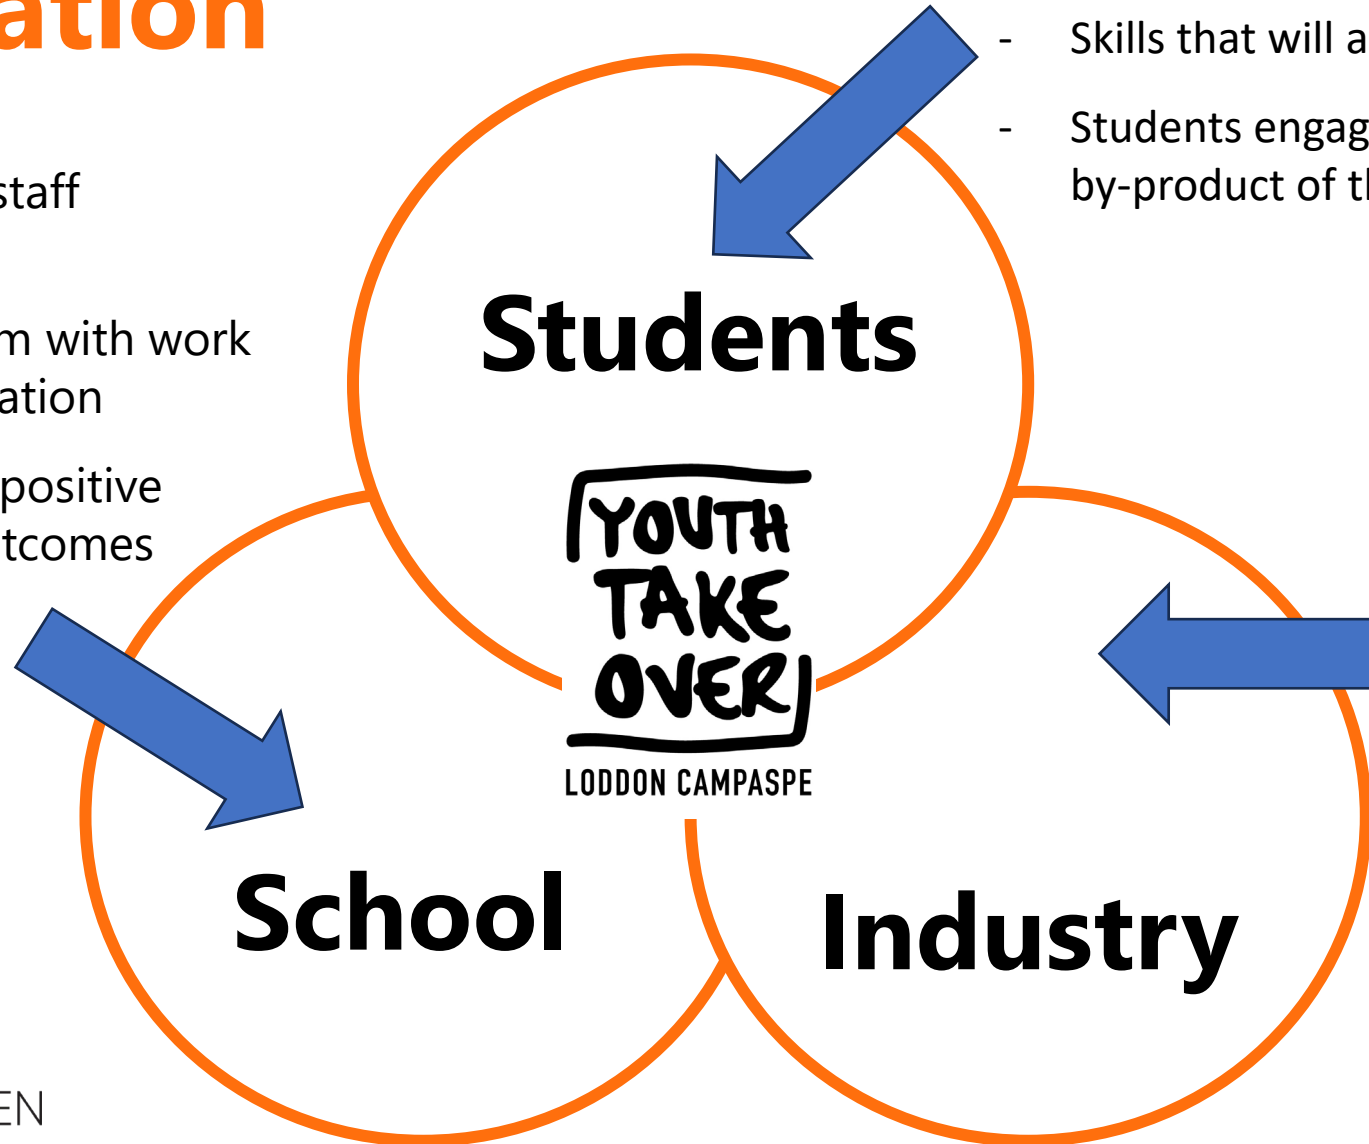 ation
staff
m with work
ation
positive
tcomes
- Skills that will a
- Students engag
by-product of t
Students
YOUTH
TAKE
OVER
LODDON CAMPASPE
School
Industry
EN